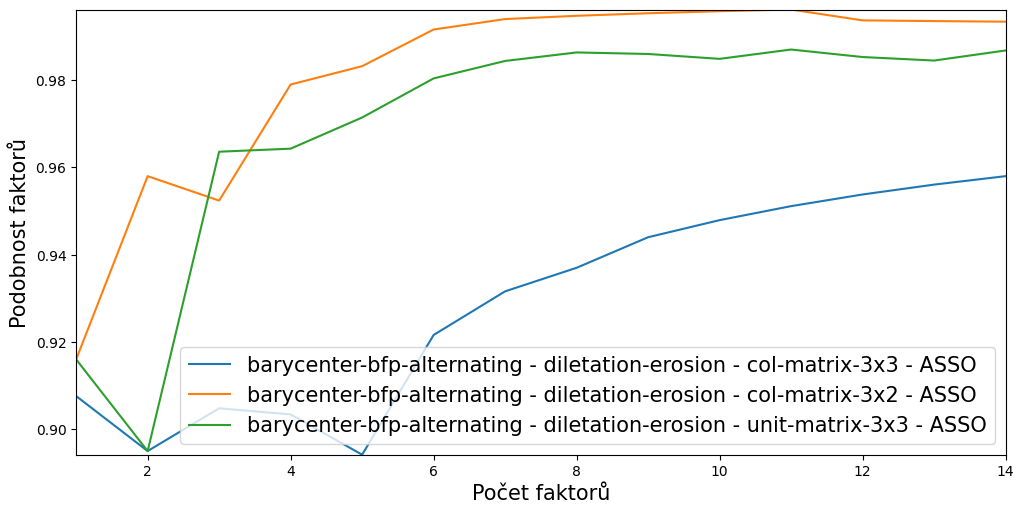 0.98
0.96
0.94
0.92
0.90
Podobnost faktorů
barycenter-bfp-alternating - diletation-erosion - col-matrix-3x3 - ASSO
barycenter-bfp-alternating - diletation-erosion - col-matrix-3x2 - ASSO
barycenter-bfp-alternating - diletation-erosion - unit-matrix-3x3 - ASSO
2 4 6 8 10 12 14
Počet faktorů